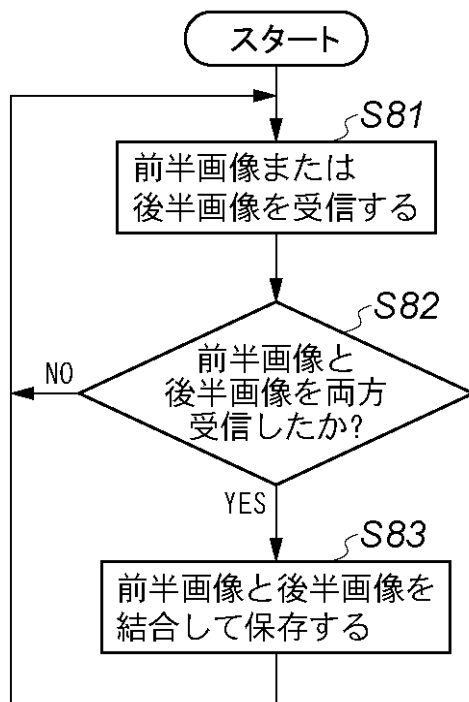 スタート
S81
前半画像または
後半画像を受信する
S82
前半画像と
後半画像を両方
受信したか?
NO
YES
S83
前半画像と後半画像を
結合して保存する